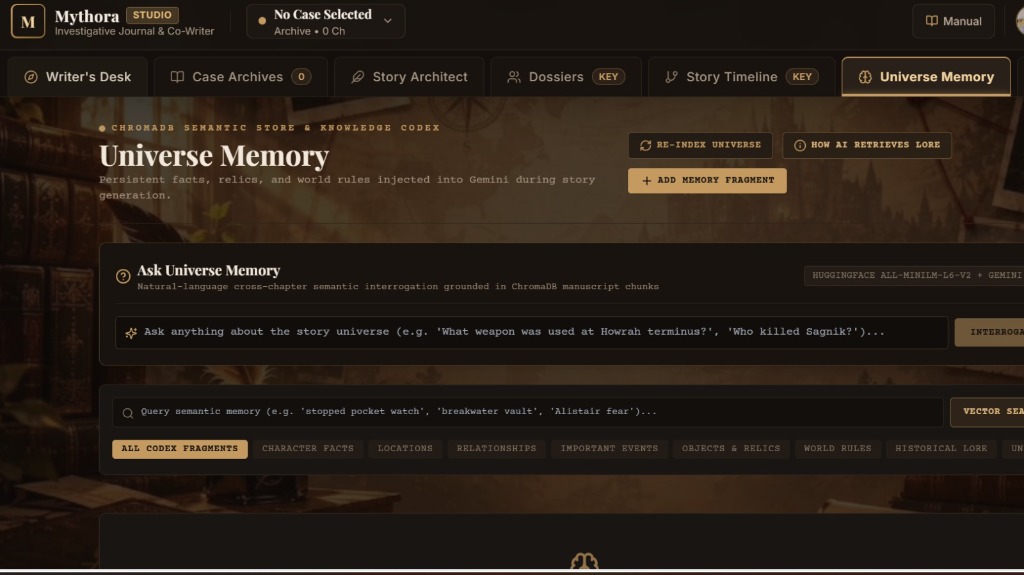 M
Mythora STUDIO
Investigative Journal & Co-Writer
No Case Selected
Archive • 0 Ch
Manual
Writer's Desk
Case Archives 0
Story Architect
Dossiers KEY
Story Timeline KEY
Universe Memory
CHROMADB SEMANTIC STORE & KNOWLEDGE CODEX
Universe Memory
Persistent facts, relics, and world rules injected into Gemini during story
generation.
RE-INDEX UNIVERSE
HOW AI RETRIEVES LORE
ADD MEMORY FRAGMENT
Ask Universe Memory
Natural-language cross-chapter semantic interrogation grounded in ChromaDB manuscript chunks
HUGGINGFACE ALL-MINILM-L6-V2 + GEMINI
Ask anything about the story universe (e.g. 'What weapon was used at Howrah terminus?', 'Who killed Sagnik?')...
INTERROGA
Query semantic memory (e.g. 'stopped pocket watch', 'breakwater vault', 'Alistair fear')...
VECTOR SEA
ALL CODEX FRAGMENTS
CHARACTER FACTS
LOCATIONS
RELATIONSHIPS
IMPORTANT EVENTS
OBJECTS & RELICS
WORLD RULES
HISTORICAL LORE
UN